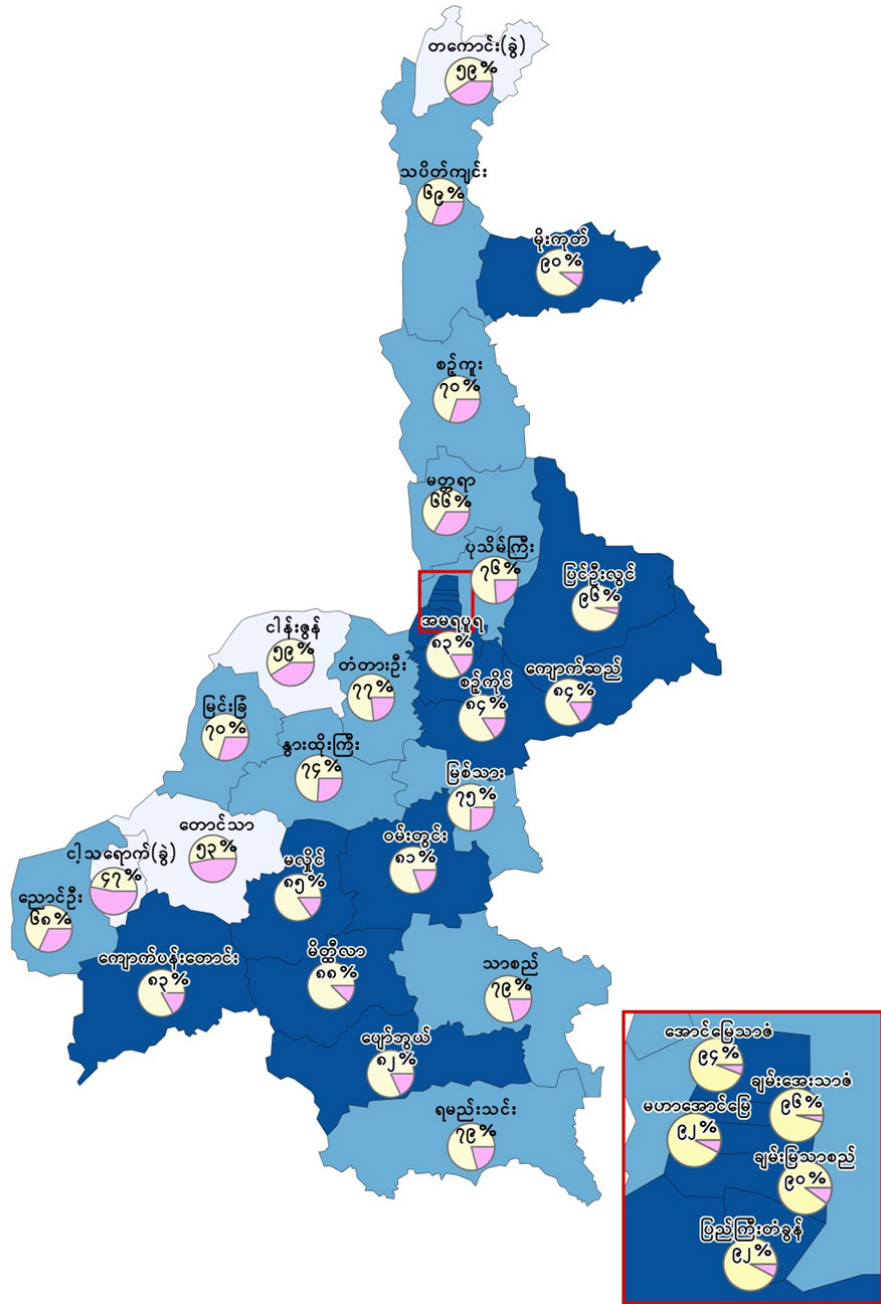 တကောင်း(ခွဲ)
၅၉%
သပိတ်ကျင်း
၆၉%
မိုးကုတ်
၉၀%
စဉ့်ကူး
၇၀%
မတ္တရာ
၆၆%
ပုသိမ်ကြီး
၇၆%
ပြင်ဦးလွင်
၉၆%
အမရပူရ
၈၃%
ငါန်းဇွန်
၅၉%
တံတားဦး
၇၇%
ကျောက်ဆည်
၈၄%
စဉ့်ကိုင်
၈၄%
မြင်းခြံ
၇၀%
နွားထိုးကြီး
၇၄%
မြစ်သား
၇၅%
တောင်သာ
၅၃%
ဝမ်းတွင်း
၈၁%
ငါ့သရောက်(ခွဲ)
၄၇%
မလှိုင်
၈၅%
ညောင်ဦး
၆၈%
ကျောက်ပန်းတောင်း
၈၃%
မိတ္ထီလာ
၈၈%
သာစည်
၇၉%
ပျော်ဘွယ်
၈၂%
ရမည်းသင်း
၇၉%
အောင်မြေသာဇံ
၉၄%
ချမ်းအေးသာဇံ
၉၆%
မဟာအောင်မြေ
၉၂%
ချမ်းမြသာစည်
၉၀%
ပြည်ကြီးတံခွန်
၉၂%